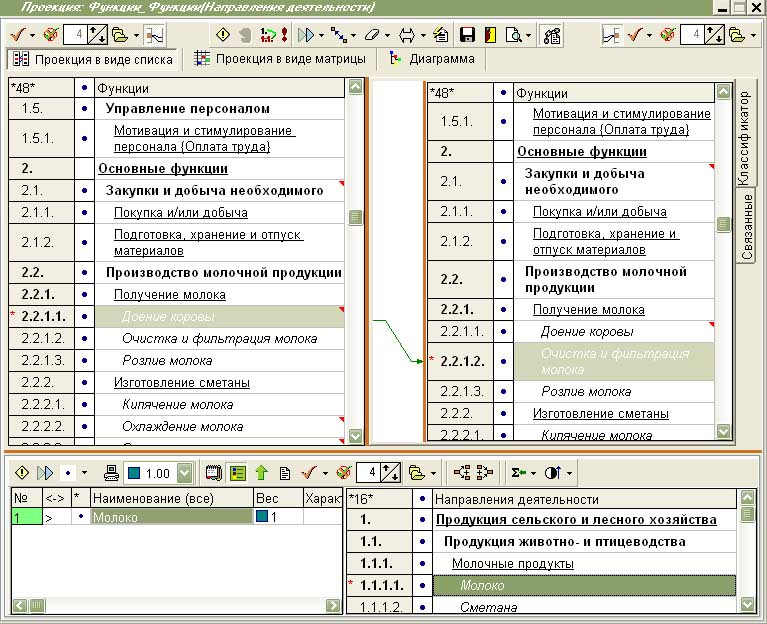 Проекция: Функции_ Функции(Направления деятельности)
4
4
Проекция в виде списка
Проекция в виде матрицы
Диаграмма
*48*
Функции
1.5.
Управление персоналом
1.5.1.
Мотивация и стимулирование
персонала {Оплата труда}
2.
Основные функции
2.1.
Закупки и добыча необходимого
2.1.1.
Покупка и/или добыча
2.1.2.
Подготовка, хранение и отпуск
материалов
2.2.
Производство молочной продукции
2.2.1.
Получение молока
* 2.2.1.1.
Доение коровы
2.2.1.2.
Очистка и фильтрация молока
2.2.1.3.
Розлив молока
2.2.2.
Изготовление сметаны
2.2.2.1.
Кипячение молока
2.2.2.2.
Охлаждение молока
*48*
Функции
1.5.1.
Мотивация и стимулирование
персонала {Оплата труда}
2.
Основные функции
2.1.
Закупки и добыча
необходимого
2.1.1.
Покупка и/или добыча
2.1.2.
Подготовка, хранение и
отпуск материалов
2.2.
Производство молочной
продукции
2.2.1.
Получение молока
2.2.1.1.
Доение коровы
* 2.2.1.2.
Очистка и фильтрация
молока
2.2.1.3.
Розлив молока
2.2.2.
Изготовление сметаны
2.2.2.1.
Кипячение молока
Классификатор
Связанные
1.00
4
№
<->
*
Наименование (все)
Вес
Характ
1
>
Молоко
1
*16*
Направления деятельности
1.
Продукция сельского и лесного хозяйства
1.1.
Продукция животно- и птицеводства
1.1.1.
Молочные продукты
* 1.1.1.1.
Молоко
1.1.1.2.
Сметана